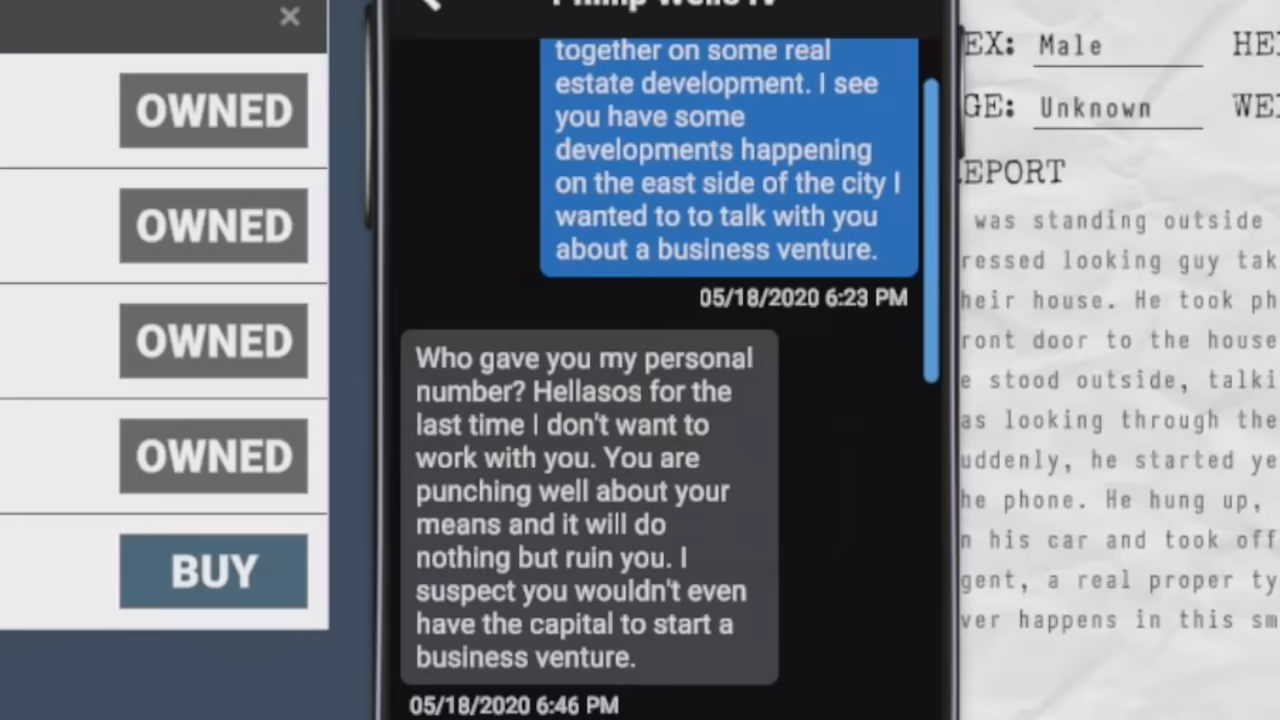 OWNED
OWNED
OWNED
OWNED
BUY
together on some real
estate development. I see
you have some
developments happening
on the east side of the city I
wanted to to talk with you
about a business venture.
05/18/2020 6:23 PM
Who gave you my personal
number? Hellasos for the
last time I don't want to
work with you. You are
punching well about your
means and it will do
nothing but ruin you. I
suspect you wouldn't even
have the capital to start a
business venture.
05/18/2020 6:46 PM
EX: Male HE
GE: Unknown WE
EPORT
was standing outside
ressed looking guy tak
heir house. He took ph
ront door to the house
e stood outside, talki
as looking through the
uddenly, he started ye
he phone. He hung up,
n his car and took off
gent, a real proper ty
ver happens in this sm